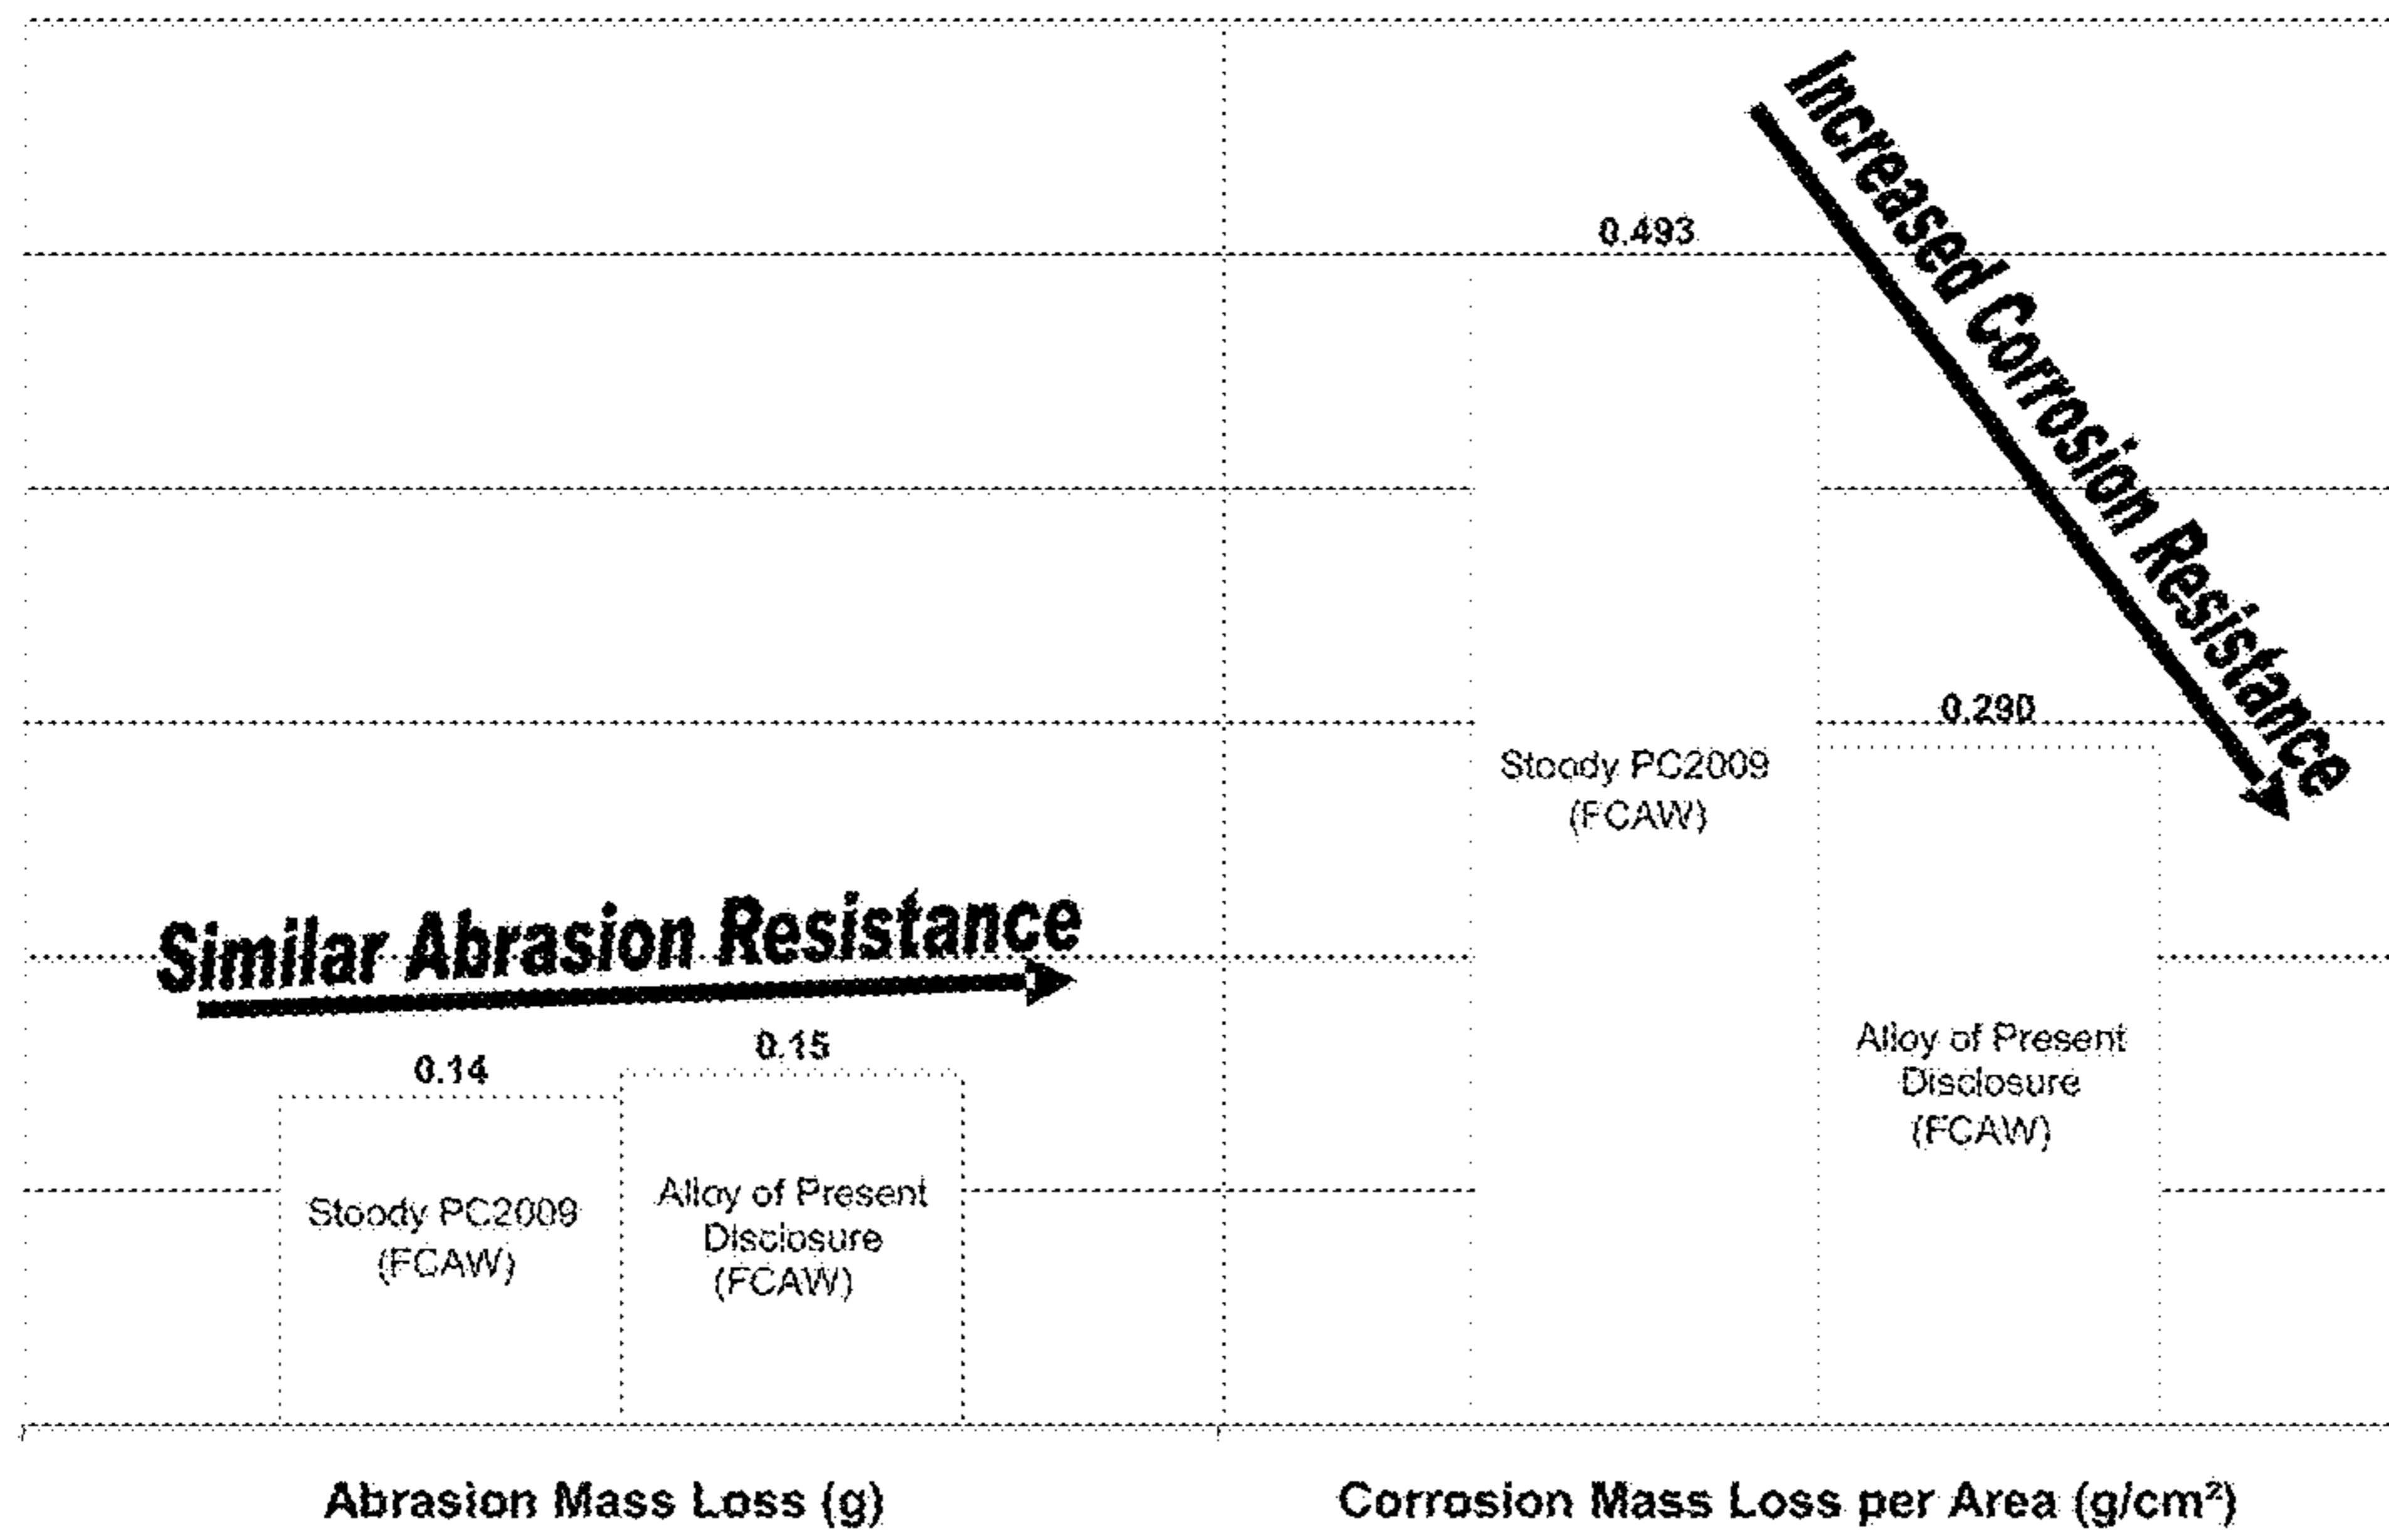 Increased Corrosion Resistance
0.493
0.290
Stoody PC2009
(FCAW)
Similar Abrasion Resistance
0.14
0.15
Alloy of Present
Disclosure
(FCAW)
Stoody PC2009
(FCAW)
Alloy of Present
Disclosure
(FCAW)
Abrasion Mass Loss (g)
Corrosion Mass Loss per Area (g/cm²)